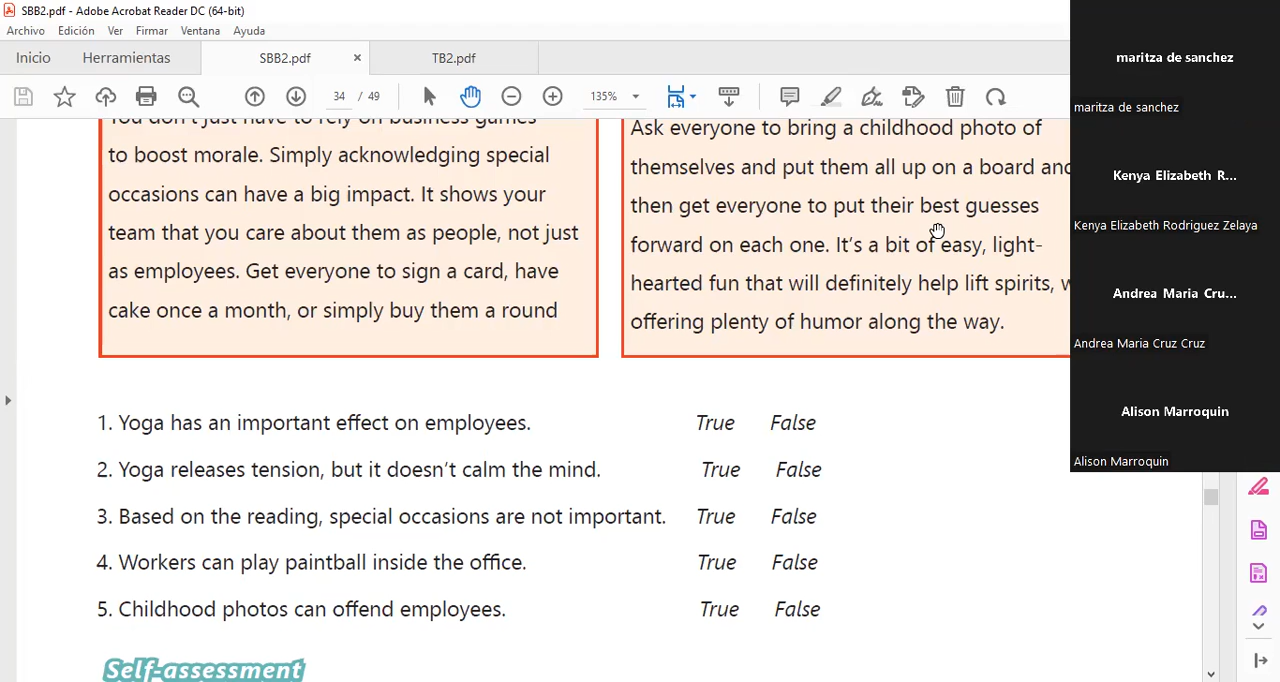 SBB2.pdf - Adobe Acrobat Reader DC (64-bit)
Archivo Edición Ver Firmar Ventana Ayuda
Inicio Herramientas SBB2.pdf × TB2.pdf
34 / 49 135%
You don't just have to rely on business games
to boost morale. Simply acknowledging special
occasions can have a big impact. It shows your
team that you care about them as people, not just
as employees. Get everyone to sign a card, have
cake once a month, or simply buy them a round
Ask everyone to bring a childhood photo of
themselves and put them all up on a board and
then get everyone to put their best guesses
forward on each one. It's a bit of easy, light-
hearted fun that will definitely help lift spirits,
offering plenty of humor along the way.
1. Yoga has an important effect on employees. True False
2. Yoga releases tension, but it doesn't calm the mind. True False
3. Based on the reading, special occasions are not important. True False
4. Workers can play paintball inside the office. True False
5. Childhood photos can offend employees. True False
Self-assessment
maritza de sanchez
maritza de sanchez
Kenya Elizabeth R...
Kenya Elizabeth Rodriguez Zelaya
Andrea Maria Cru...
Andrea Maria Cruz Cruz
Alison Marroquin
Alison Marroquin